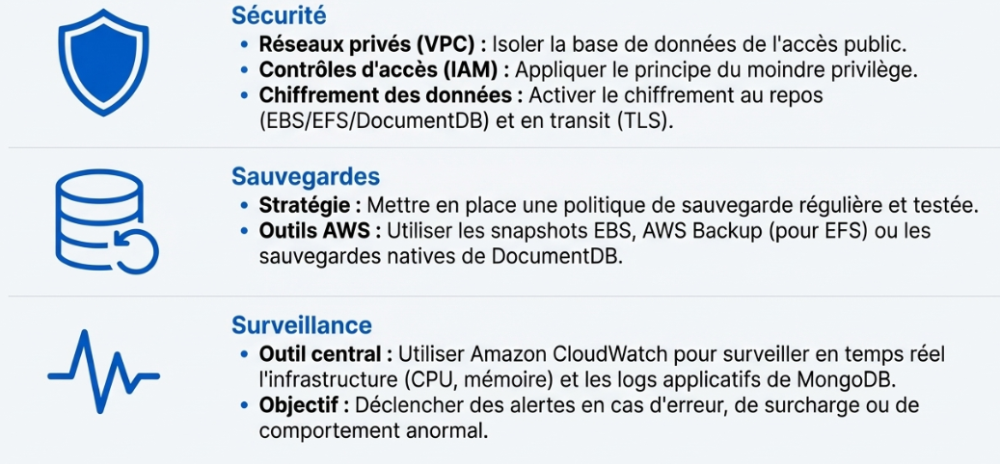 Sécurité
• Réseaux privés (VPC) : Isoler la base de données de l'accès public.
• Contrôles d'accès (IAM) : Appliquer le principe du moindre privilège.
• Chiffrement des données : Activer le chiffrement au repos
(EBS/EFS/DocumentDB) et en transit (TLS).
Sauvegardes
• Stratégie : Mettre en place une politique de sauvegarde régulière et testée.
• Outils AWS : Utiliser les snapshots EBS, AWS Backup (pour EFS) ou les
sauvegardes natives de DocumentDB.
Surveillance
• Outil central : Utiliser Amazon CloudWatch pour surveiller en temps réel
l'infrastructure (CPU, mémoire) et les logs applicatifs de MongoDB.
• Objectif : Déclencher des alertes en cas d'erreur, de surcharge ou de
comportement anormal.